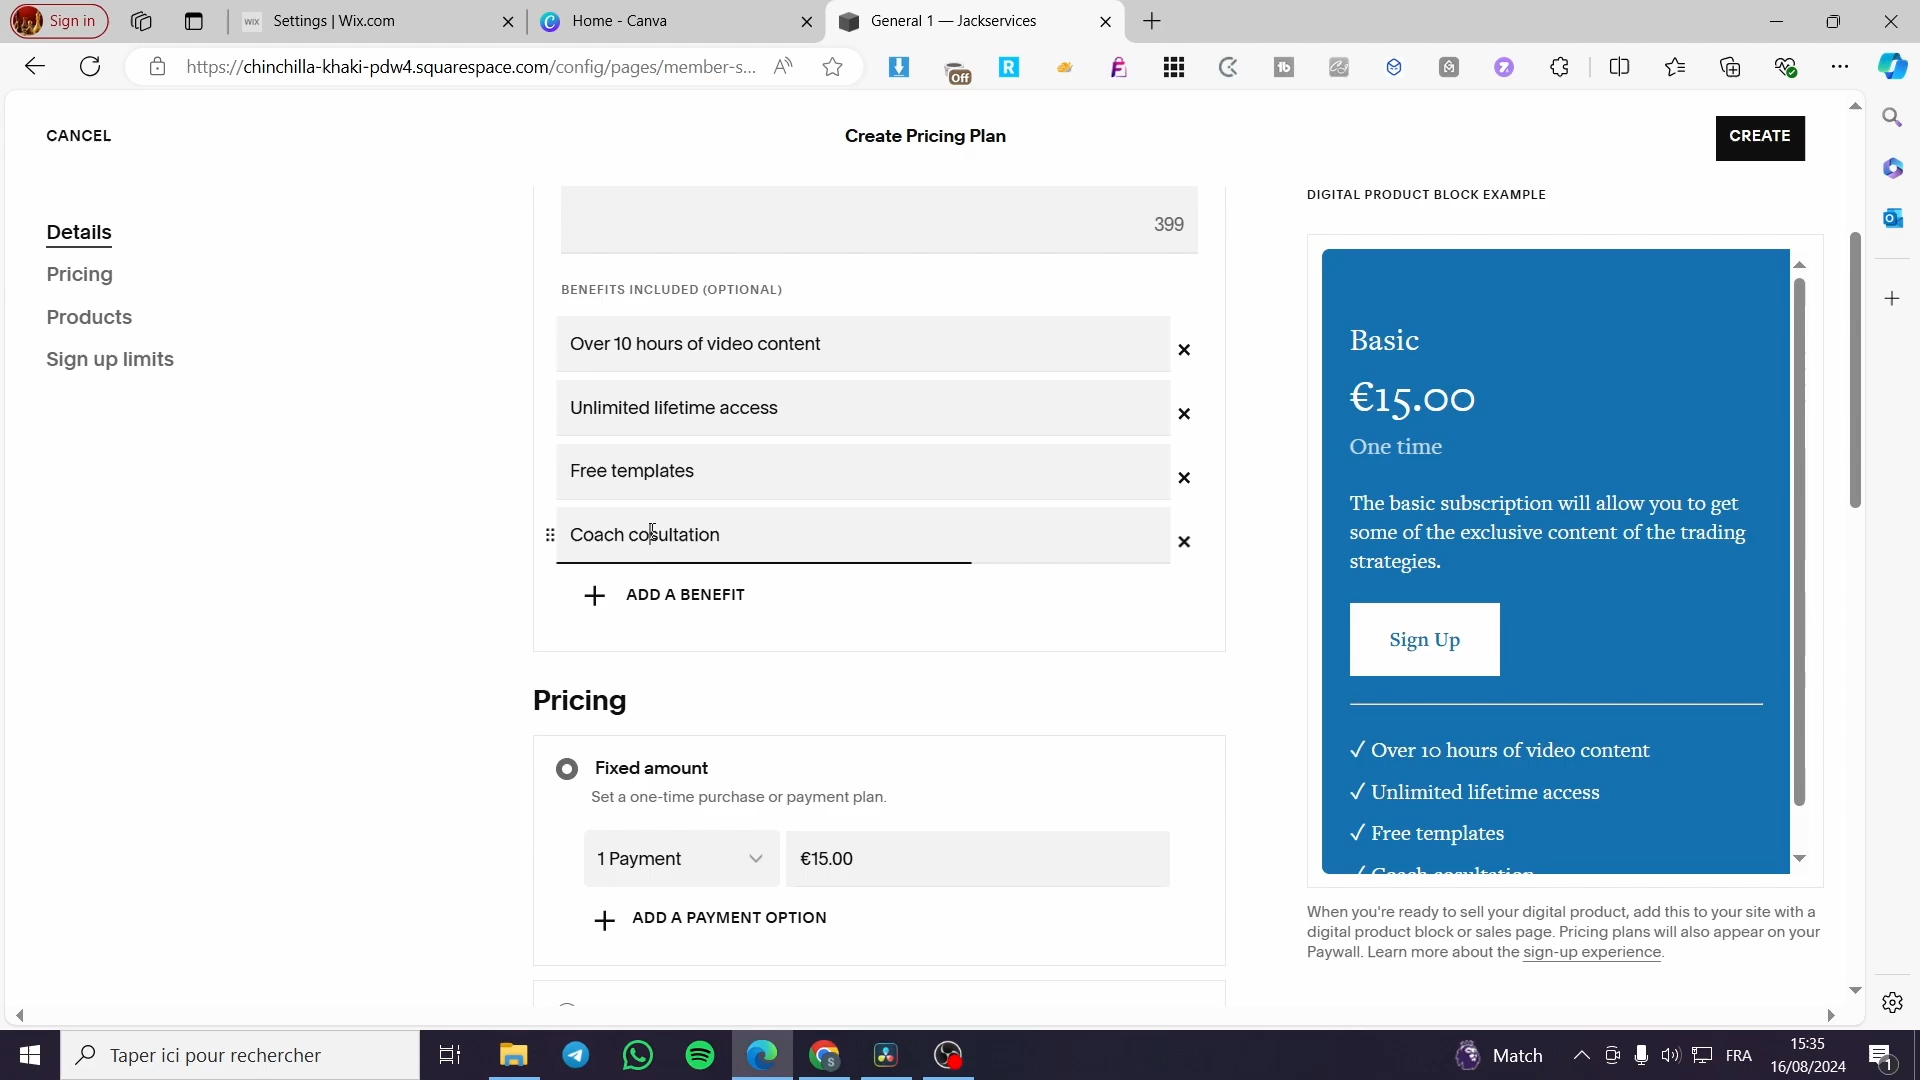 Sign in
WIX Settings | Wix.com
C Home - Canva
General 1 — Jackservices
https://chinchilla-khaki-pdw4.squarespace.com/config/pages/member-s...
Off
CANCEL
Create Pricing Plan
CREATE
Details
Pricing
Products
Sign up limits
399
BENEFITS INCLUDED (OPTIONAL)
Over 10 hours of video content
Unlimited lifetime access
Free templates
Coach cosultation
ADD A BENEFIT
Pricing
Fixed amount
Set a one-time purchase or payment plan.
1 Payment
€15.00
ADD A PAYMENT OPTION
DIGITAL PRODUCT BLOCK EXAMPLE
Basic
€15.00
One time
The basic subscription will allow you to get
some of the exclusive content of the trading
strategies.
Sign Up
✓ Over 10 hours of video content
✓ Unlimited lifetime access
✓ Free templates
✓ Coach cosultation
When you're ready to sell your digital product, add this to your site with a
digital product block or sales page. Pricing plans will also appear on your
Paywall. Learn more about the sign-up experience.
Taper ici pour rechercher
Match
FRA
15:35
16/08/2024
1